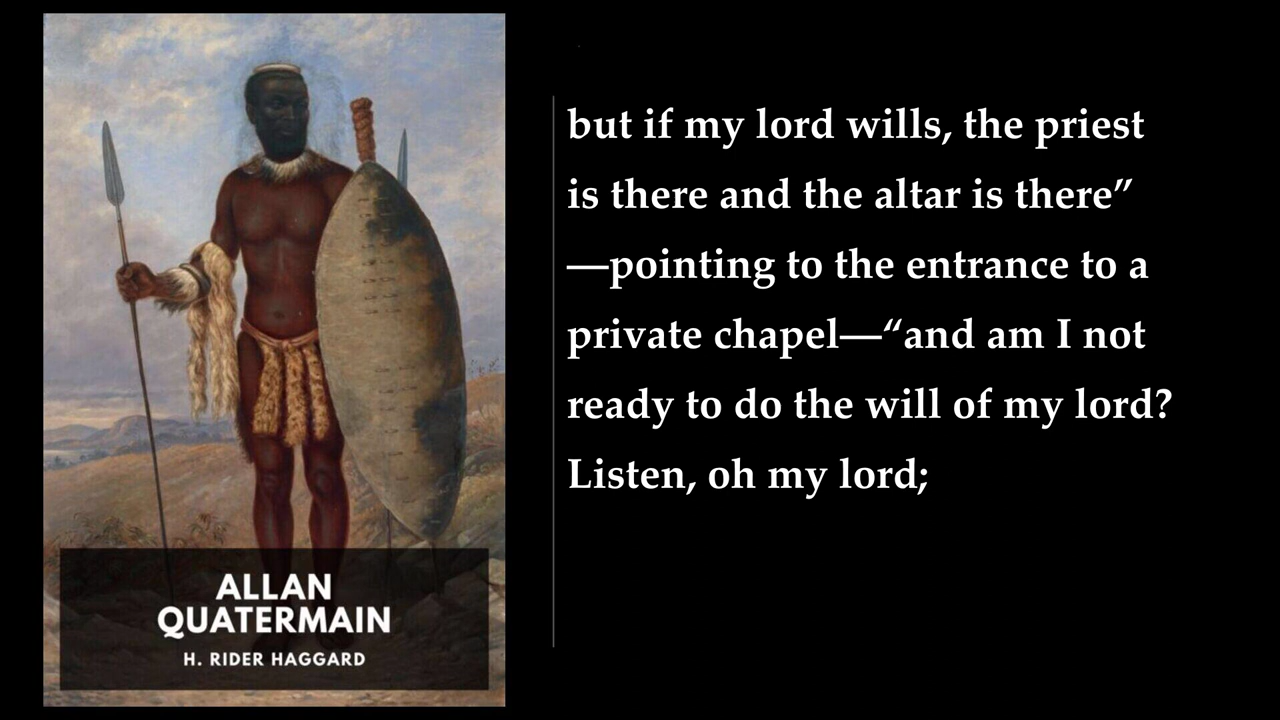 but if my lord wills, the priest
is there and the altar is there”
—pointing to the entrance to a
private chapel—“and am I not
ready to do the will of my lord?
Listen, oh my lord;
ALLAN
QUATERMAIN
H. RIDER HAGGARD